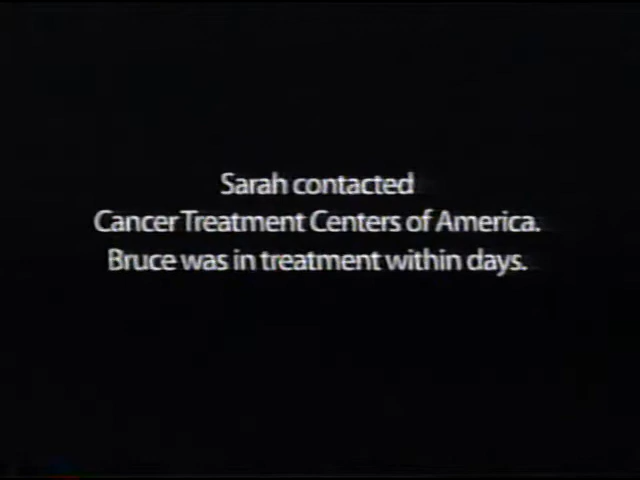 Sarah contacted
Cancer Treatment Centers of America.
Bruce was in treatment within days.